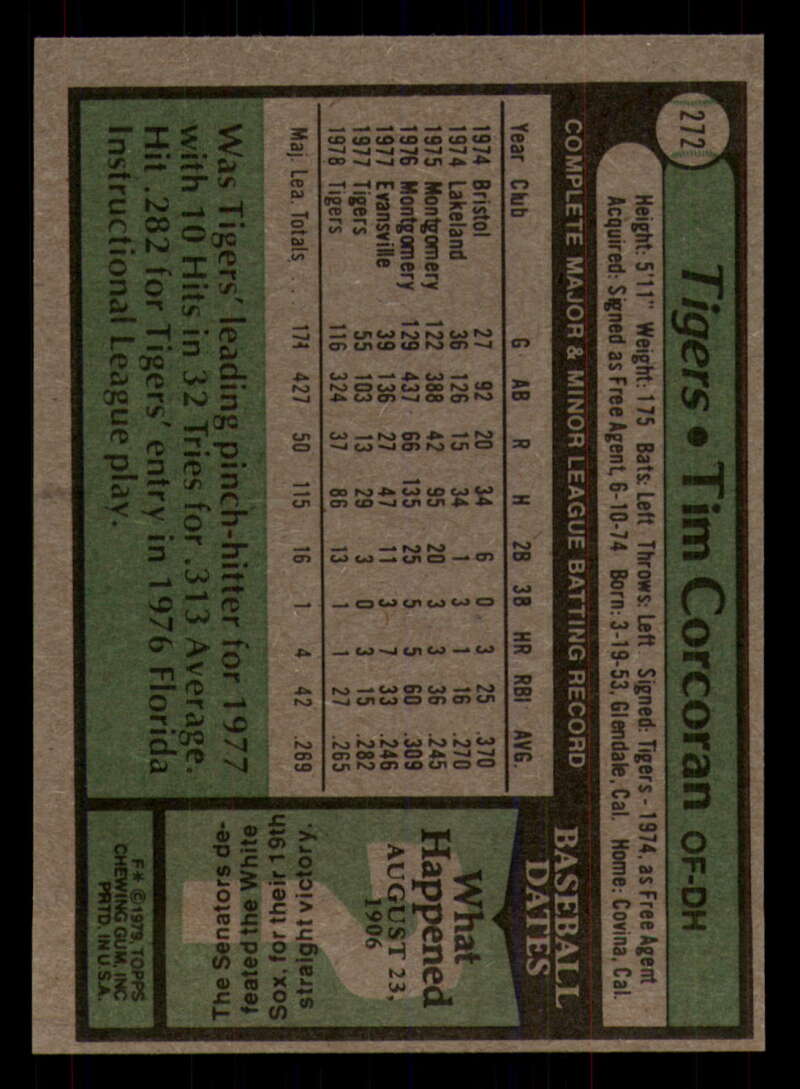 272
Tigers • Tim Corcoran OF-DH
Height: 5'11" Weight: 175 Bats: Left Throws: Left Signed: Tigers - 1974, as Free Agent
Acquired: Signed as Free Agent, 6-10-74 Born: 3-19-53, Glendale, Cal. Home: Covina, Cal.
COMPLETE MAJOR & MINOR LEAGUE BATTING RECORD
Year Club G AB R H 2B 3B HR RBI AVG.
1974 Bristol 27 92 20 34 6 0 3 25 .370
1974 Lakeland 36 126 15 34 1 3 1 16 .270
1975 Montgomery 122 388 42 95 20 3 3 36 .245
1976 Montgomery 129 437 66 135 25 5 5 60 .309
1977 Evansville 39 136 27 47 11 3 7 33 .246
1977 Tigers 55 103 13 29 3 0 3 15 .282
1978 Tigers 116 324 37 86 13 1 1 27 .265
Maj. Lea. Totals . . 171 427 50 115 16 1 4 42 .269
Was Tigers' leading pinch-hitter for 1977
with 10 Hits in 32 Tries for .313 Average.
Hit .282 for Tigers' entry in 1976 Florida
Instructional League play.
BASEBALL
DATES
What
Happened
AUGUST 23,
1906
The Senators de-
feated the White
Sox, for their 19th
straight victory.
F* ©1979, TOPPS
CHEWING GUM, INC
PRTD. IN U.S.A.